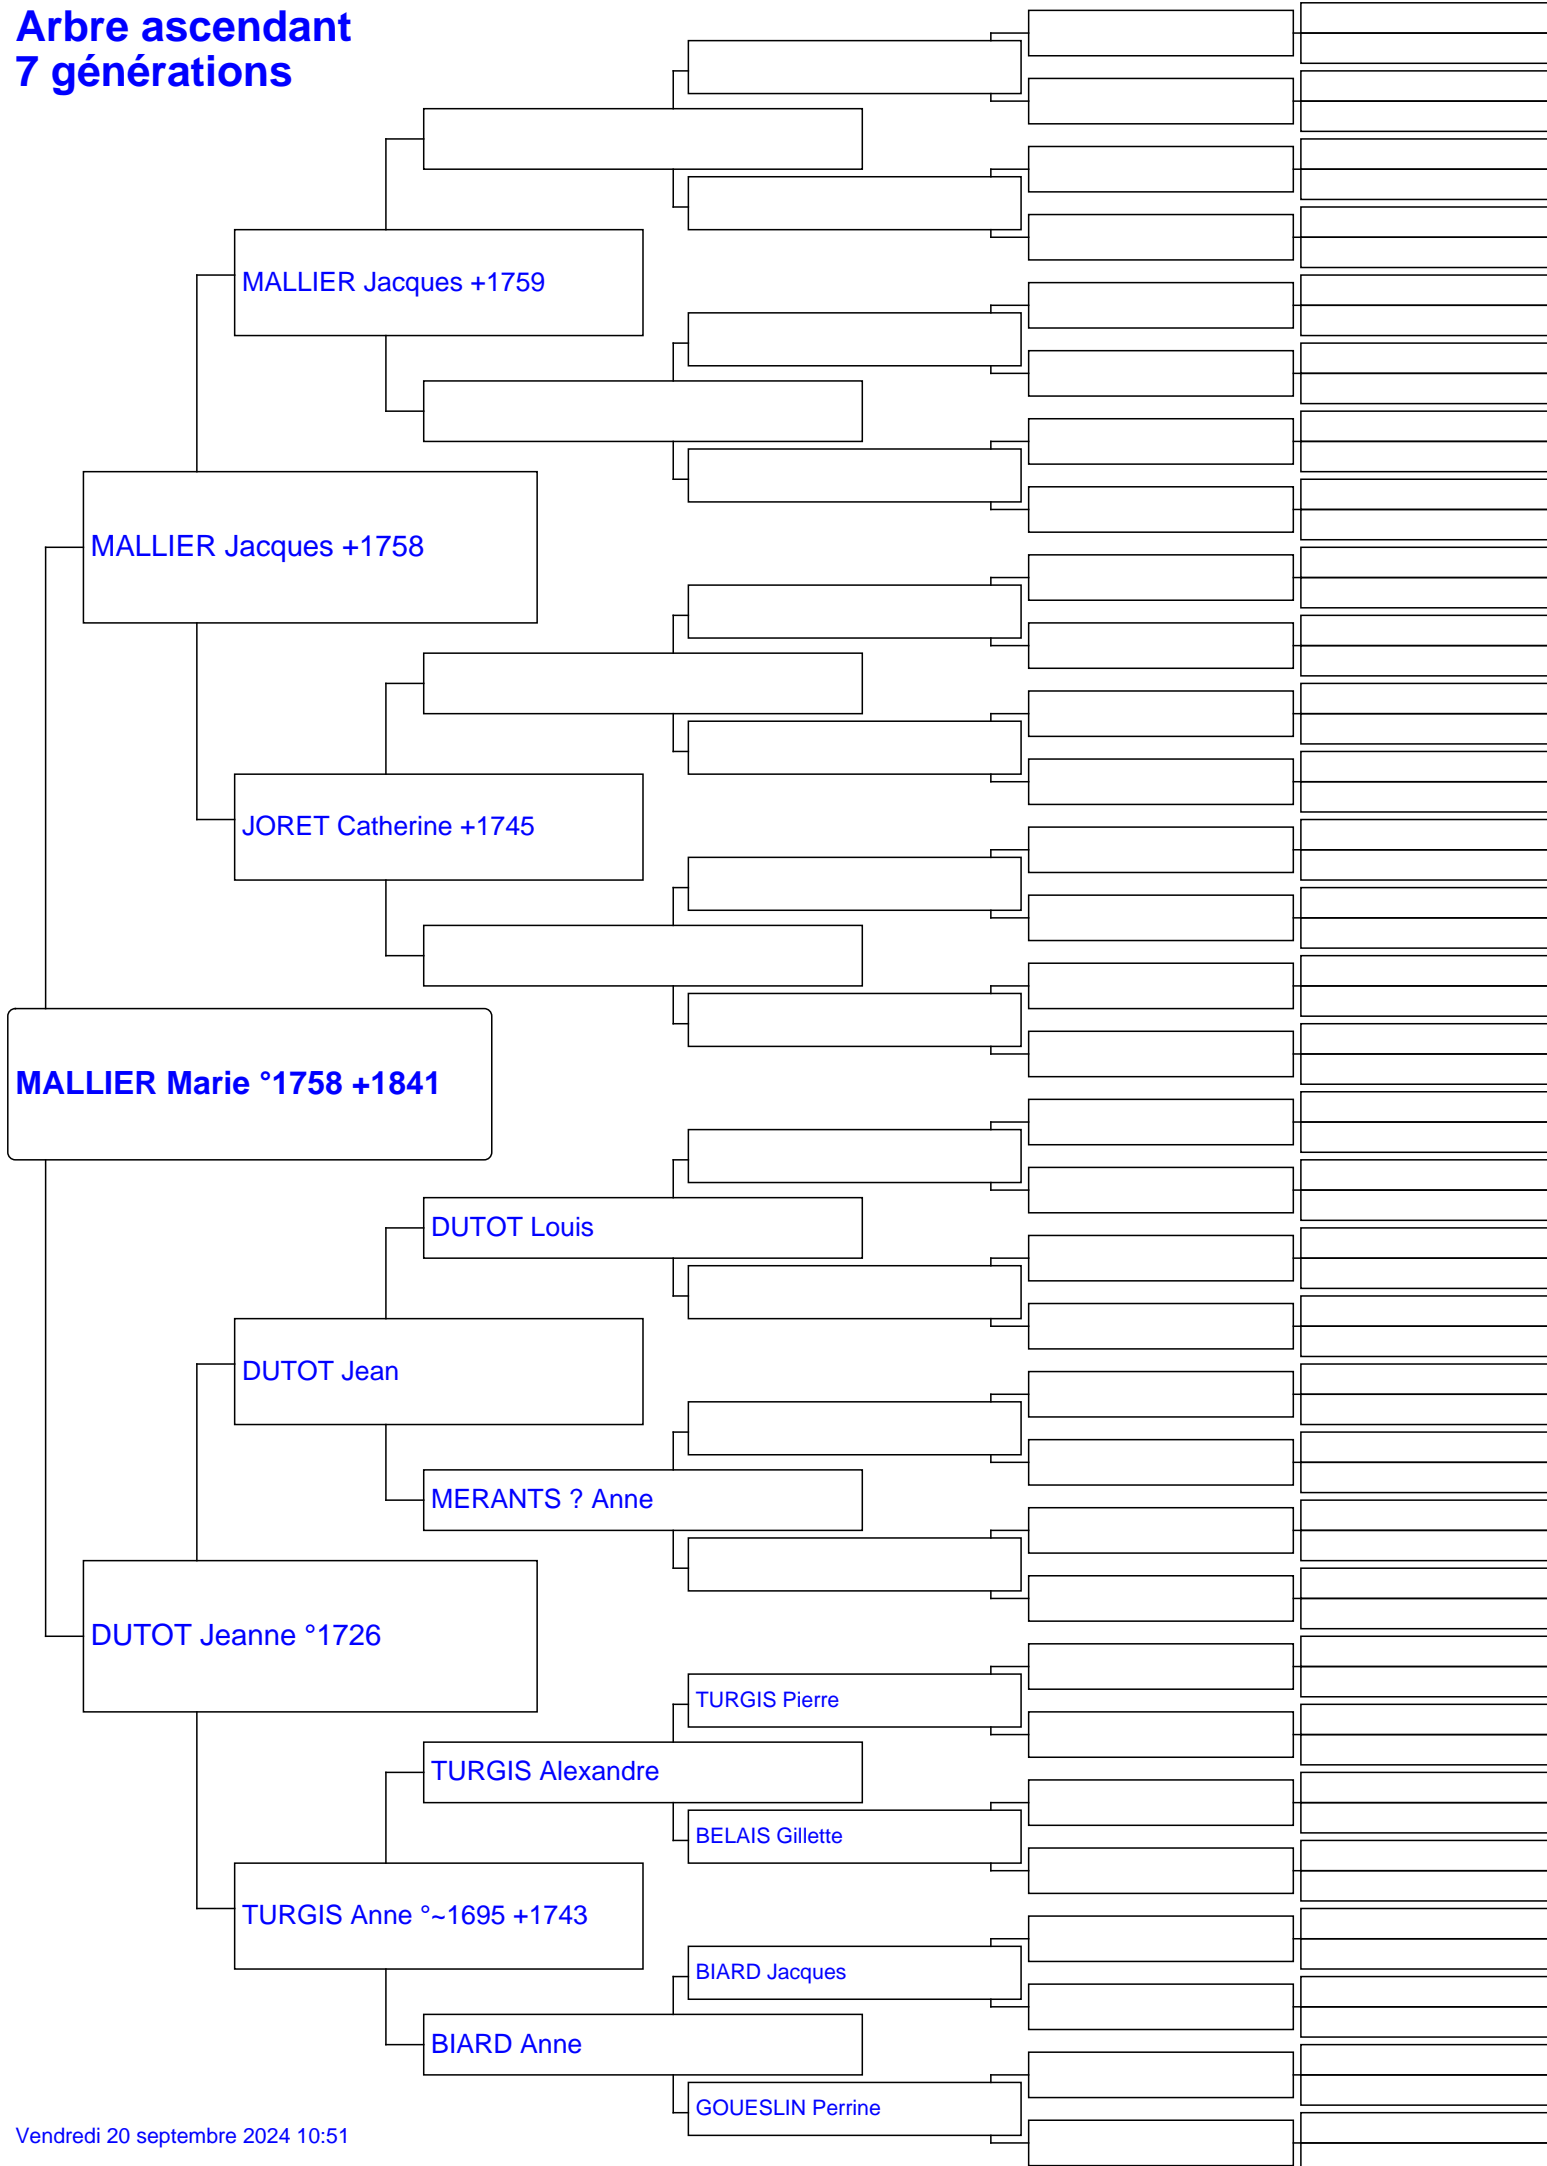 Arbre ascendant
7 générations
MALLIER Jacques +1759
MALLIER Jacques +1758
JORET Catherine +1745
MALLIER Marie °1758 +1841
DUTOT Louis
DUTOT Jean
MERANTS ? Anne
DUTOT Jeanne °1726
TURGIS Pierre
TURGIS Alexandre
BELAIS Gillette
TURGIS Anne °~1695 +1743
BIARD Jacques
BIARD Anne
GOUESLIN Perrine
Vendredi 20 septembre 2024 10:51